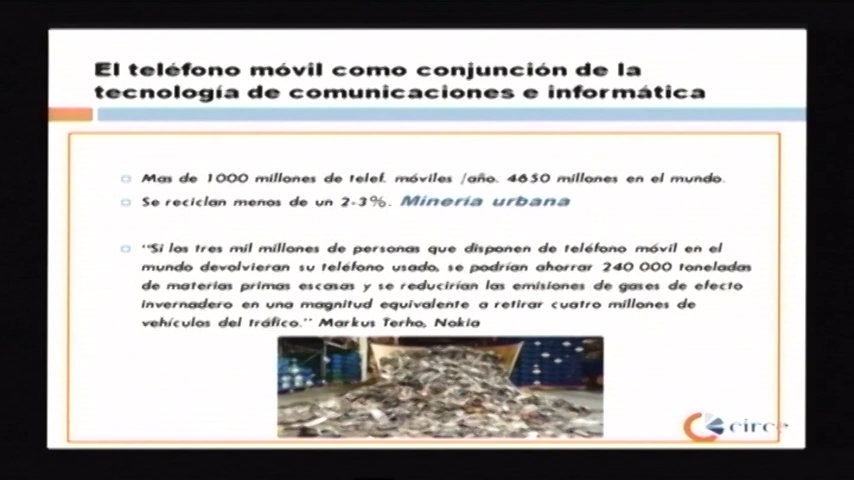 El teléfono móvil como conjunción de la
tecnología de comunicaciones e informática
Mas de 1000 millones de telef. móviles /año. 4650 millones en el mundo.
Se reciclan menos de un 2-3%. Minería urbana
"Si los tres mil millones de personas que disponen de teléfono móvil en el
mundo devolvieran su teléfono usado, se podrían ahorrar 240 000 toneladas
de materias primas escasas y se reducirían las emisiones de gases de efecto
invernadero en una magnitud equivalente a retirar cuatro millones de
vehículos del tráfico." Markus Terho, Nokia
circe